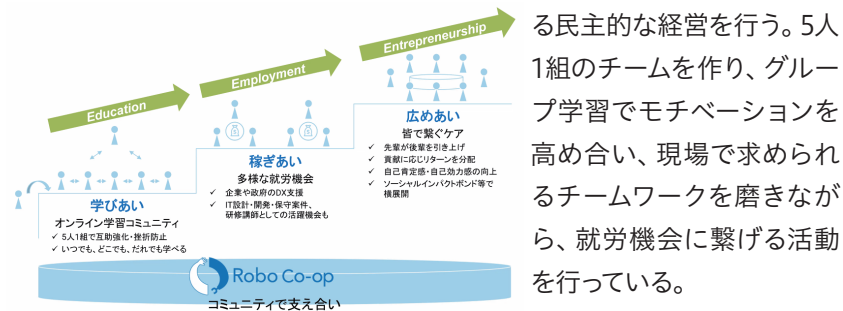 Education
Employment
Entrepreneurship
学びあい
オンライン学習コミュニティ
✓ 5人1組で互助強化・挫折防止
✓ いつでも、どこでも、だれでも学べる
稼ぎあい
多様な就労機会
✓ 企業や政府のDX支援
✓ IT設計・開発・保守案件、
研修講師としての活躍機会も
広めあい
皆で繋ぐケア
✓ 先輩が後輩を引き上げ
✓ 貢献に応じリターンを分配
✓ 自己肯定感・自己効力感の向上
✓ ソーシャルインパクトボンド等で
横展開
Robo Co-op
コミュニティで支え合い
る民主的な経営を行う。5人
1組のチームを作り、グルー
プ学習でモチベーションを
高め合い、現場で求められ
るチームワークを磨きなが
ら、就労機会に繋げる活動
を行っている。